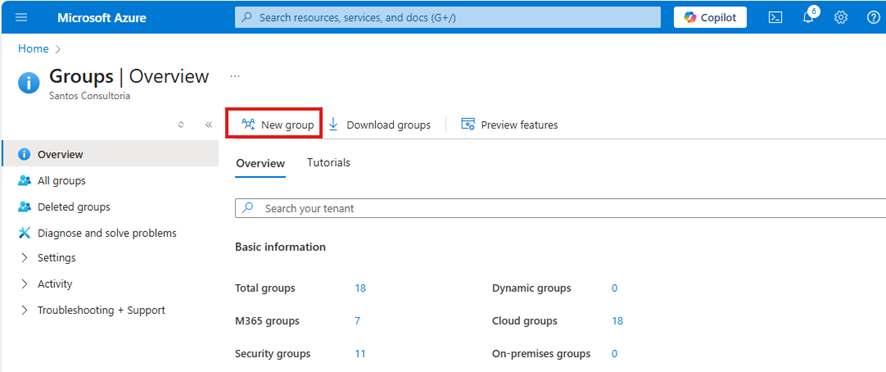 Microsoft Azure
Search resources, services, and docs (G+/)
Copilot
6
Home
Groups | Overview
...
Santos Consultoria
New group
Download groups
Preview features
Overview
All groups
Deleted groups
Diagnose and solve problems
Settings
Activity
Troubleshooting + Support
Overview
Tutorials
Search your tenant
Basic information
Total groups 18 Dynamic groups 0
M365 groups 7 Cloud groups 18
Security groups 11 On-premises groups 0